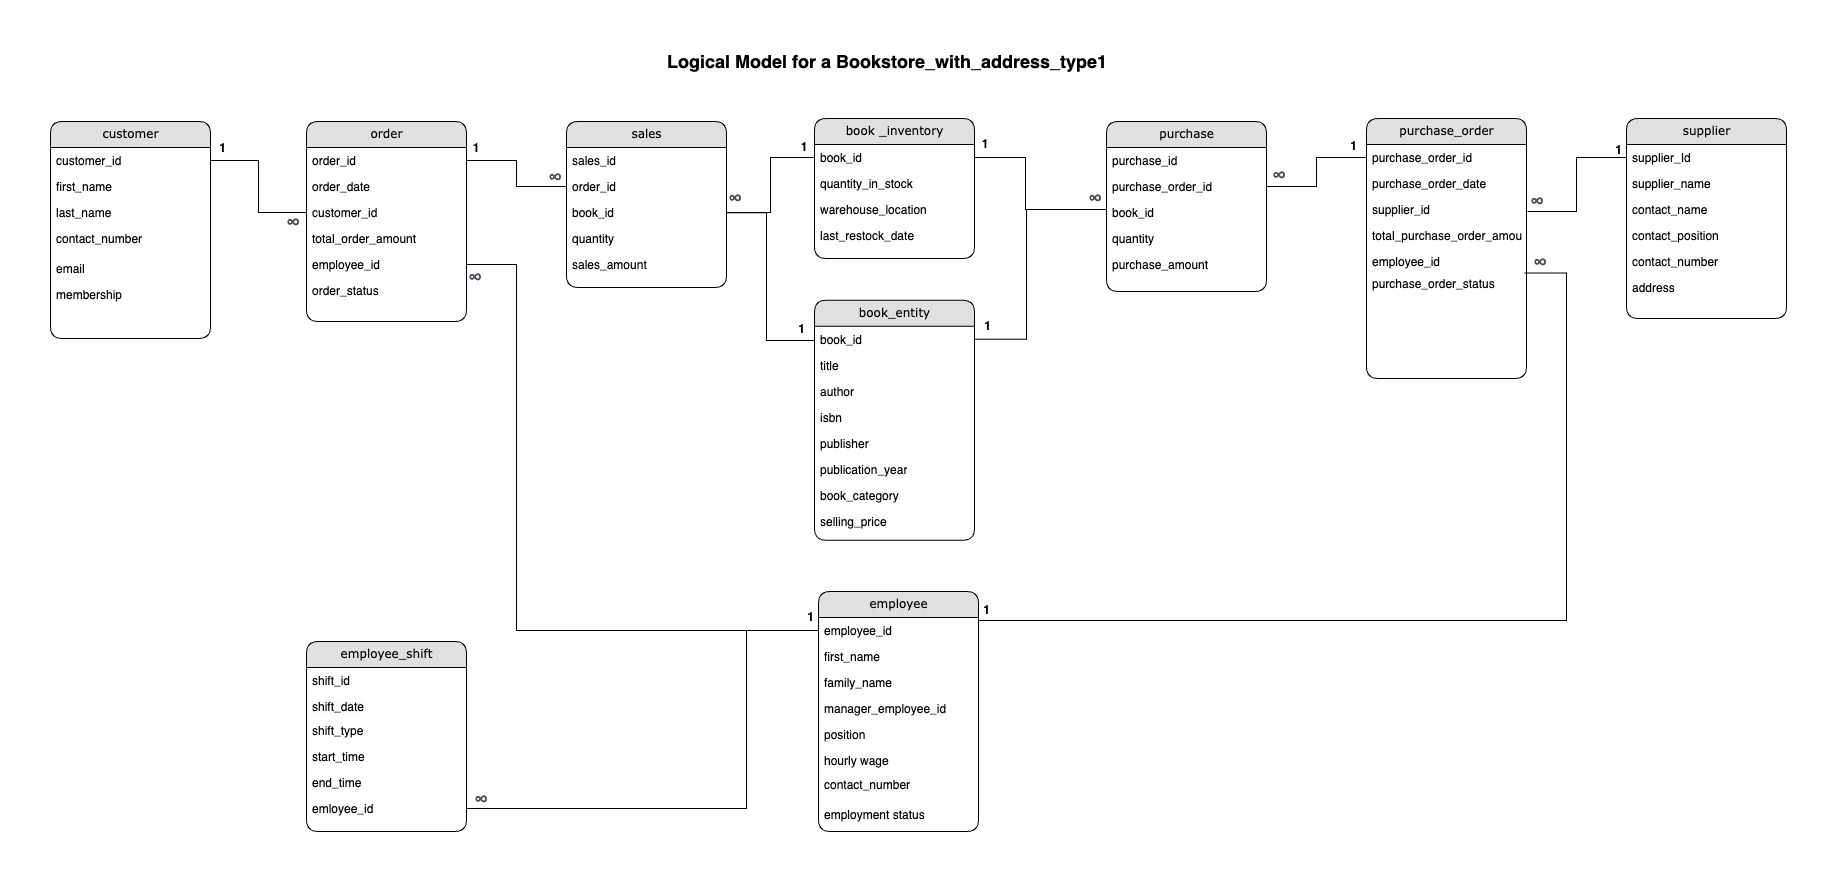 Logical Model for a Bookstore_with_address_type1
customer
customer_id
first_name
last_name
contact_number
email
membership
1
∞
order
order_id
order_date
customer_id
total_order_amount
employee_id
order_status
1
∞
∞
sales
sales_id
order_id
book_id
quantity
sales_amount
∞
1
book _inventory
book_id
quantity_in_stock
warehouse_location
last_restock_date
1
∞
1
book_entity
book_id
title
author
isbn
publisher
publication_year
book_category
selling_price
1
purchase
purchase_id
purchase_order_id
book_id
quantity
purchase_amount
∞
1
purchase_order
purchase_order_id
purchase_order_date
supplier_id
total_purchase_order_amou
employee_id
purchase_order_status
∞
∞
1
supplier
supplier_Id
supplier_name
contact_name
contact_position
contact_number
address
employee_shift
shift_id
shift_date
shift_type
start_time
end_time
emloyee_id
∞
1
employee
employee_id
first_name
family_name
manager_employee_id
position
hourly wage
contact_number
employment status
1